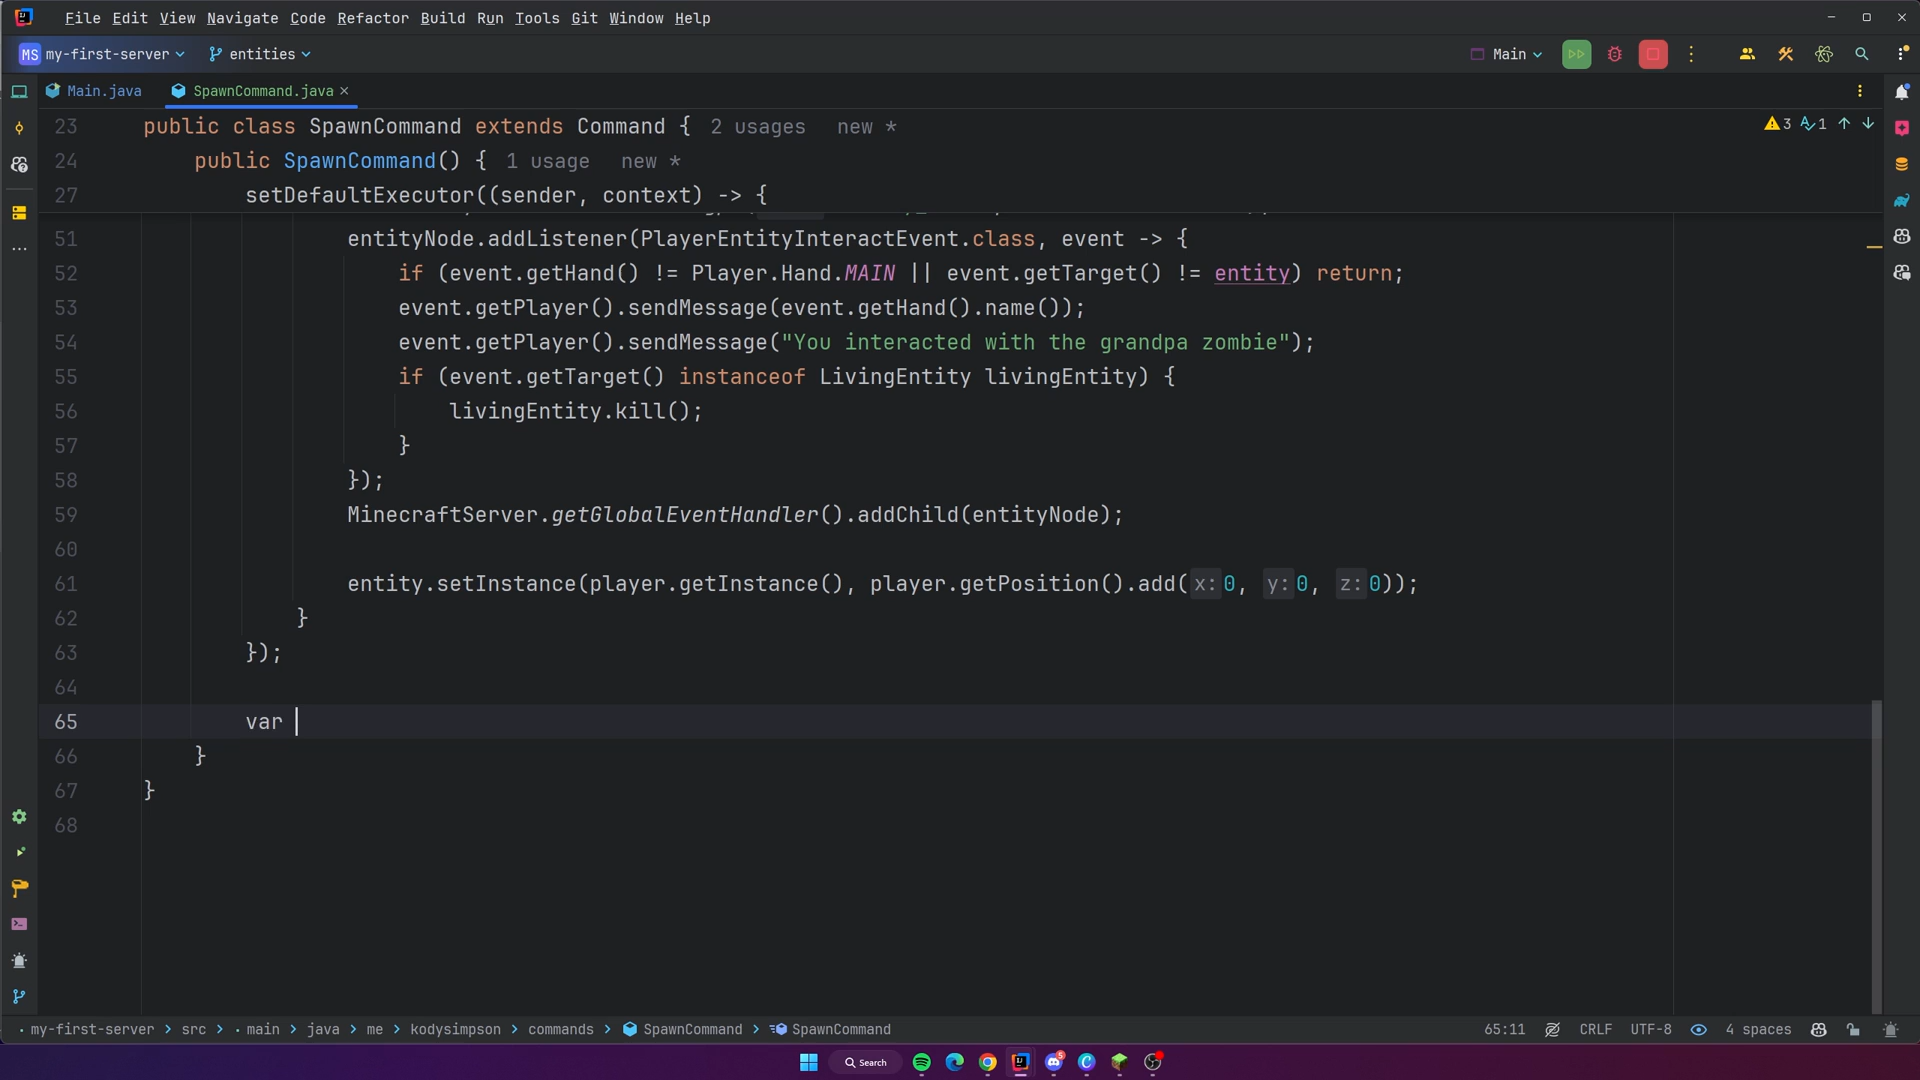 File Edit View Navigate Code Refactor Build Run Tools Git Window Help
MS my-first-server entities Main
Main.java SpawnCommand.java
23 public class SpawnCommand extends Command { 2 usages new *
3 1
24 public SpawnCommand() { 1 usage new *
27 setDefaultExecutor((sender, context) -> {
51 entityNode.addListener(PlayerEntityInteractEvent.class, event -> {
52 if (event.getHand() != Player.Hand.MAIN || event.getTarget() != entity) return;
53 event.getPlayer().sendMessage(event.getHand().name());
54 event.getPlayer().sendMessage("You interacted with the grandpa zombie");
55 if (event.getTarget() instanceof LivingEntity livingEntity) {
56 livingEntity.kill();
57 }
58 });
59 MinecraftServer.getGlobalEventHandler().addChild(entityNode);
60
61 entity.setInstance(player.getInstance(), player.getPosition().add(x:0, y:0, z:0));
62 }
63 });
64
65 var
66 }
67 }
68
my-first-server > src > main > java > me > kodysimpson > commands > SpawnCommand > SpawnCommand 65:11 CRLF UTF-8 4 spaces
Search